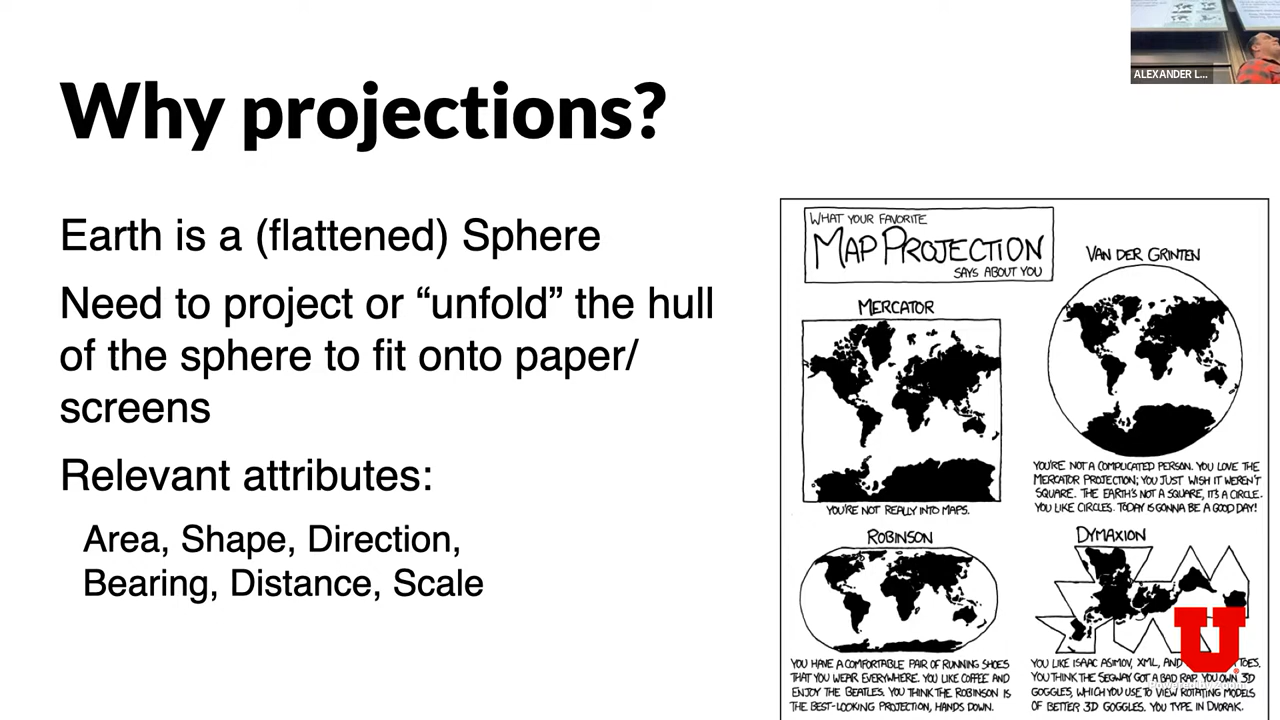 ALEXANDER L...
Why projections?
Earth is a (flattened) Sphere
Need to project or “unfold” the hull
of the sphere to fit onto paper/
screens
Relevant attributes:
Area, Shape, Direction,
Bearing, Distance, Scale
WHAT YOUR FAVORITE
MAP PROJECTION
SAYS ABOUT YOU
MERCATOR
YOU'RE NOT REALLY INTO MAPS.
VAN DER GRINTEN
YOU'RE NOT A COMPLICATED PERSON. YOU LOVE THE
MERCATOR PROJECTION; YOU JUST WISH IT WEREN'T
SQUARE. THE EARTH'S NOT A SQUARE, IT'S A CIRCLE.
YOU LIKE CIRCLES. TODAY IS GONNA BE A GOOD DAY!
ROBINSON
YOU HAVE A COMFORTABLE PAIR OF RUNNING SHOES
THAT YOU WEAR EVERYWHERE. YOU LIKE COFFEE AND
ENJOY THE BEATLES. YOU THINK THE ROBINSON IS
THE BEST-LOOKING PROJECTION, HANDS DOWN.
DYMAXION
YOU LIKE ISAAC ASIMOV, XML, AND TOES.
YOU THINK THE SEGWAY GOT A BAD RAP. YOU OWN 3D
GOGGLES, WHICH YOU USE TO VIEW ROTATING MODELS
OF BETTER 3D GOGGLES. YOU TYPE IN DVORAK.
U